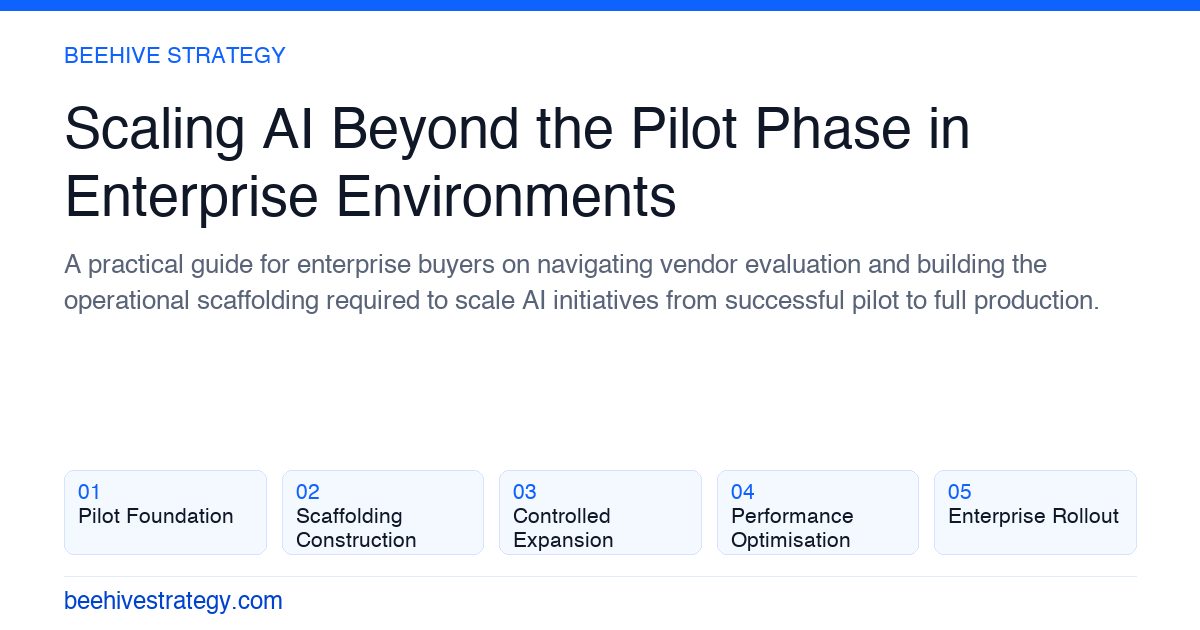 BEEHIVE STRATEGY
Scaling AI Beyond the Pilot Phase in
Enterprise Environments
A practical guide for enterprise buyers on navigating vendor evaluation and building the
operational scaffolding required to scale AI initiatives from successful pilot to full production.
01
Pilot Foundation
02
Scaffolding
Construction
03
Controlled
Expansion
04
Performance
Optimisation
05
Enterprise Rollout
beehivestrategy.com